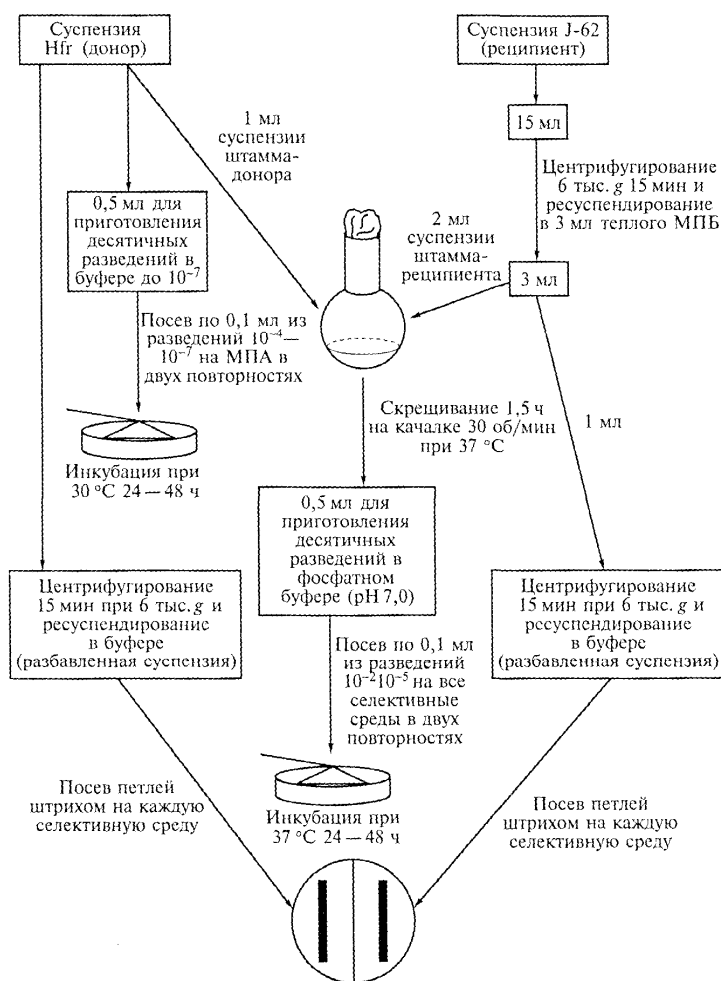 Суспензия
Hfr (донор)
Суспензия J-62
(реципиент)
1 мл
суспензии
штамма-
донора
15 мл
Центрифугирование
6 тыс. g 15 мин и
ресуспендирование
в 3 мл теплого МПБ
0,5 мл для
приготовления
десятичных
разведений в
буфере до 10⁻⁷
2 мл
суспензии
штамма-
реципиента
3 мл
Посев по 0,1 мл из
разведений 10⁻⁴—
10⁻⁷ на МПА в
двух повторностях
Скрещивание 1,5 ч
на качалке 30 об/мин
при 37 °С
1 мл
Инкубация при
30 °С 24 — 48 ч
0,5 мл для
приготовления
десятичных
разведений в
фосфатном
буфере (pH 7,0)
Центрифугирование
15 мин при 6 тыс. g и
ресуспендирование
в буфере
(разбавленная суспензия)
Центрифугирование
15 мин при 6 тыс. g и
ресуспендирование
в буфере
(разбавленная суспензия)
Посев по 0,1 мл
из разведений
10⁻²10⁻⁵ на все
селективные
среды в двух
повторностях
Посев петлей
штрихом на каждую
селективную среду
Инкубация при
37 °С 24 — 48 ч
Посев петлей
штрихом на каждую
селективную среду